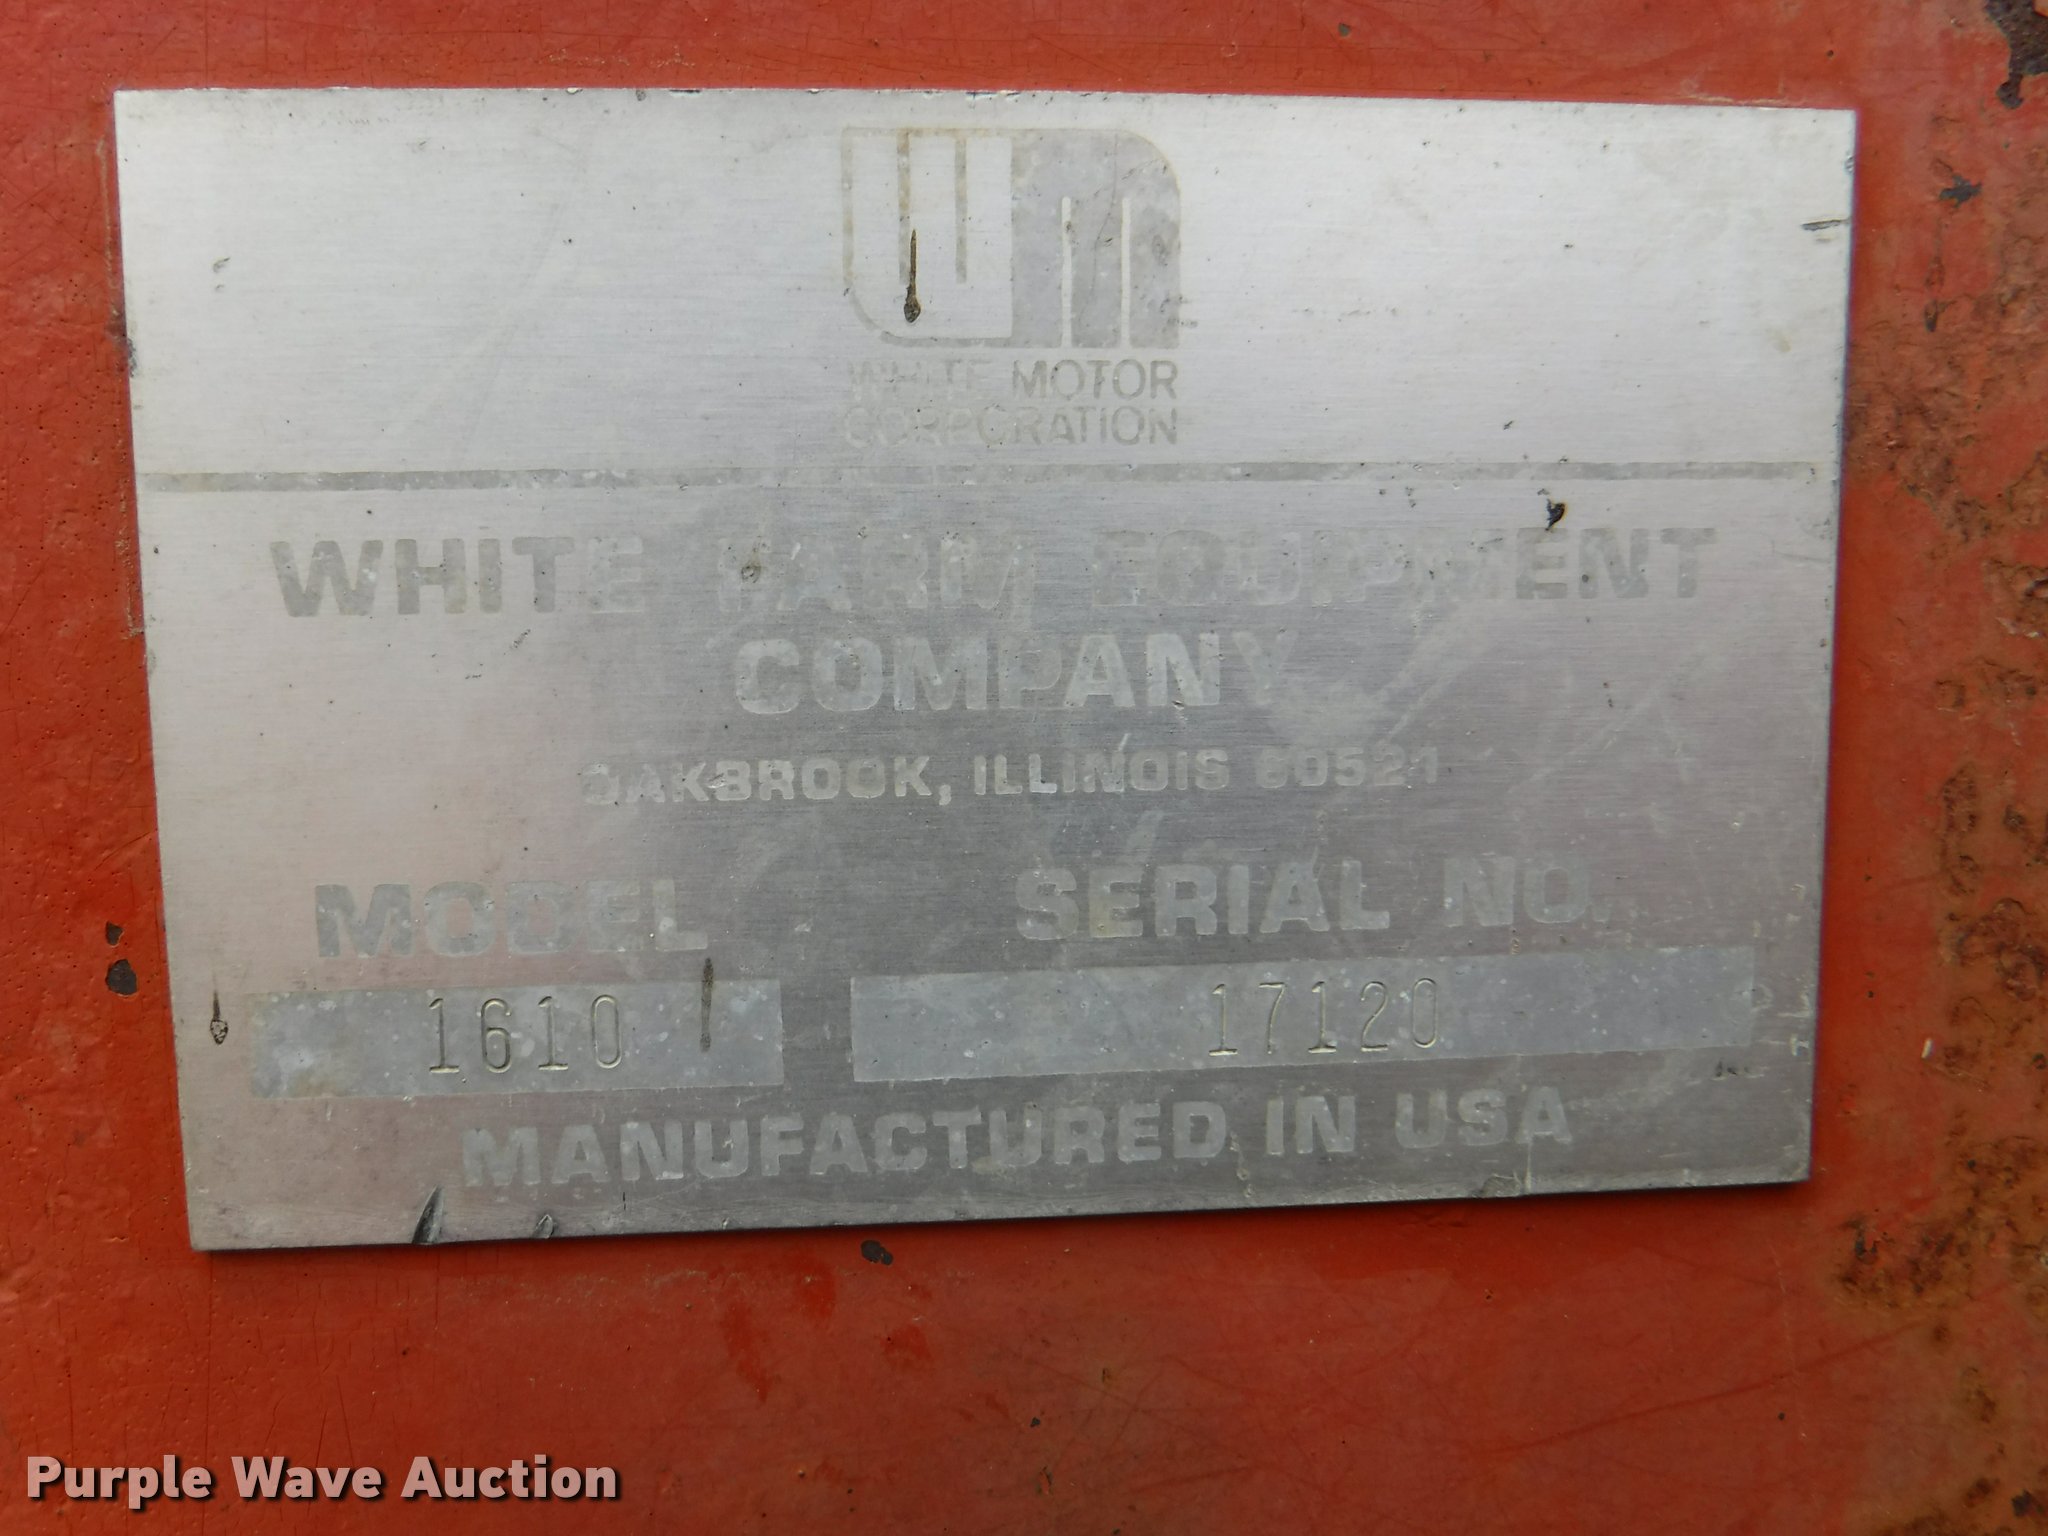 WM
WHITE MOTOR
CORPORATION
WHITE FARM EQUIPMENT
COMPANY
OAKBROOK, ILLINOIS 60521
MODEL SERIAL NO.
1610 17120
MANUFACTURED IN USA
Purple Wave Auction